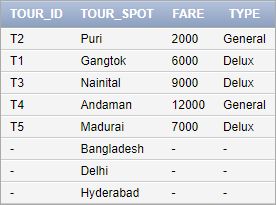 TOUR_ID TOUR_SPOT FARE TYPE
T2 Puri 2000 General
T1 Gangtok 6000 Delux
T3 Nainital 9000 Delux
T4 Andaman 12000 General
T5 Madurai 7000 Delux
- Bangladesh - -
- Delhi - -
- Hyderabad - -